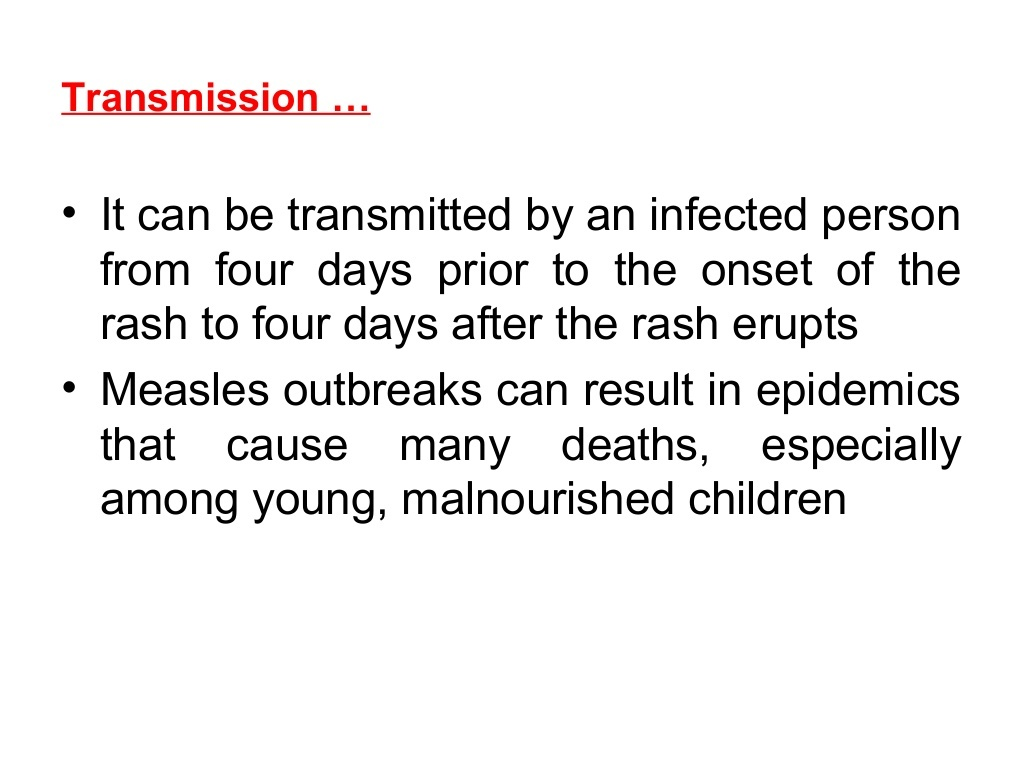 Transmission …
• It can be transmitted by an infected person
from four days prior to the onset of the
rash to four days after the rash erupts
• Measles outbreaks can result in epidemics
that cause many deaths, especially
among young, malnourished children